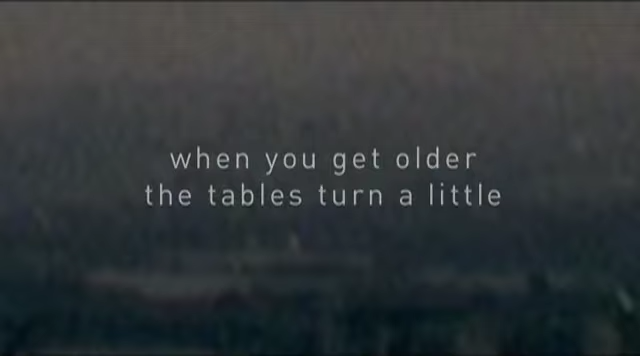 when you get older
the tables turn a little